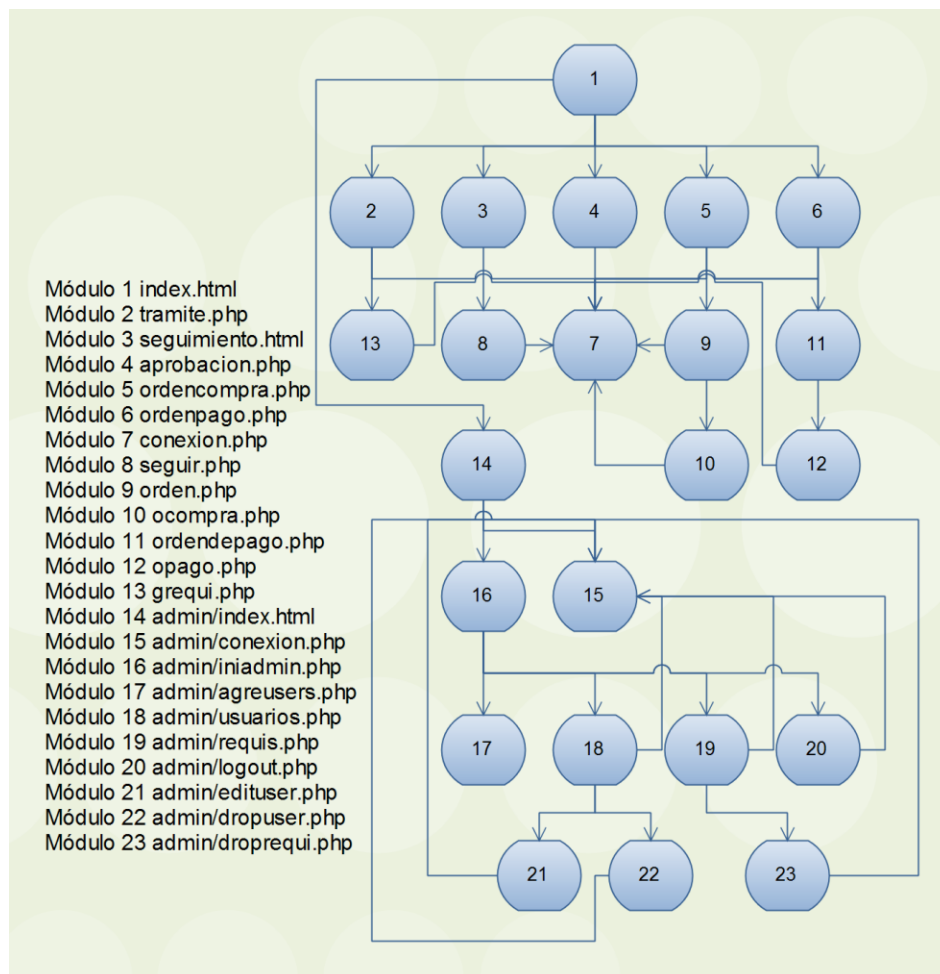 1
2
3
4
5
6
Módulo 1 index.html
Módulo 2 tramite.php
Módulo 3 seguimiento.html
Módulo 4 aprobacion.php
Módulo 5 ordencompra.php
Módulo 6 ordenpago.php
Módulo 7 conexion.php
Módulo 8 seguir.php
Módulo 9 orden.php
Módulo 10 ocompra.php
Módulo 11 ordendepago.php
Módulo 12 opago.php
Módulo 13 grequi.php
Módulo 14 admin/index.html
Módulo 15 admin/conexion.php
Módulo 16 admin/iniadmin.php
Módulo 17 admin/agreusers.php
Módulo 18 admin/usuarios.php
Módulo 19 admin/requis.php
Módulo 20 admin/logout.php
Módulo 21 admin/edituser.php
Módulo 22 admin/dropuser.php
Módulo 23 admin/droprequi.php
13
8
7
9
11
14
10
12
16
15
17
18
19
20
21
22
23